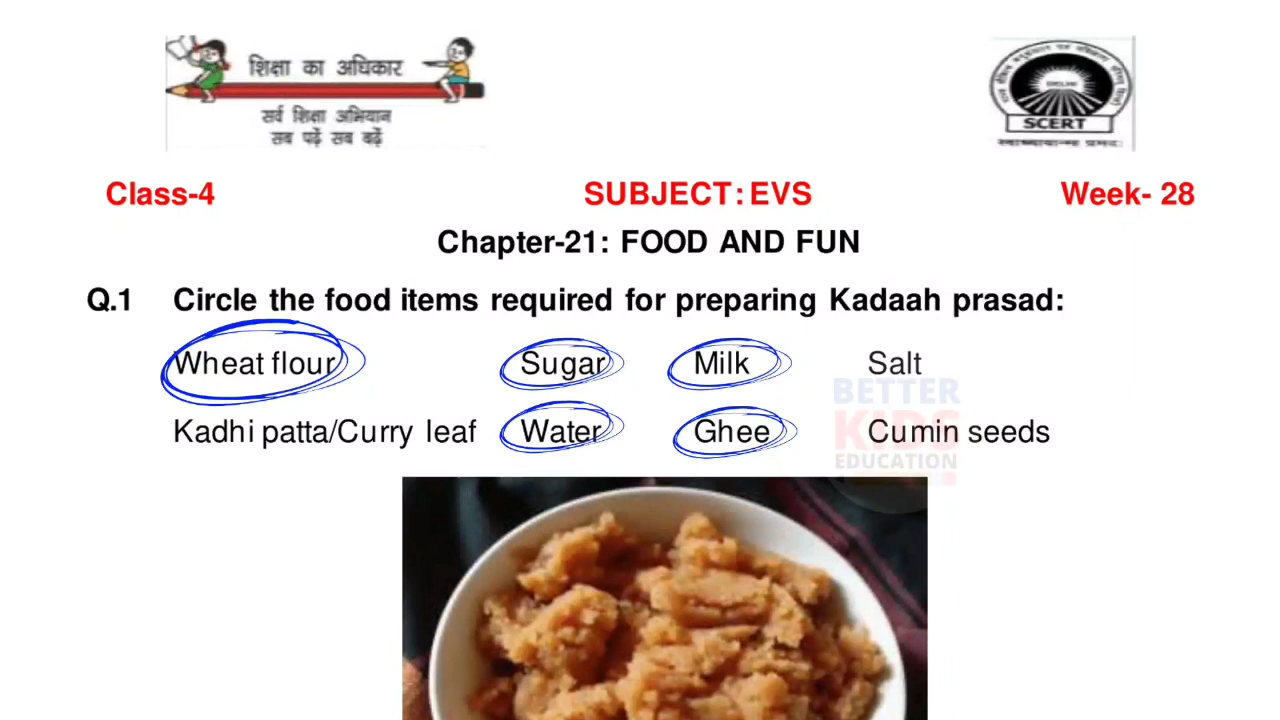 शिक्षा का अधिकार
सर्व शिक्षा अभियान
सब पढ़ें सब बढ़ें
DELHI
SCERT
Class-4 SUBJECT: EVS Week- 28
Chapter-21: FOOD AND FUN
Q.1 Circle the food items required for preparing Kadaah prasad:
Wheat flour Sugar Milk Salt
Kadhi patta/Curry leaf Water Ghee Cumin seeds
BETTER
KIDS
EDUCATION